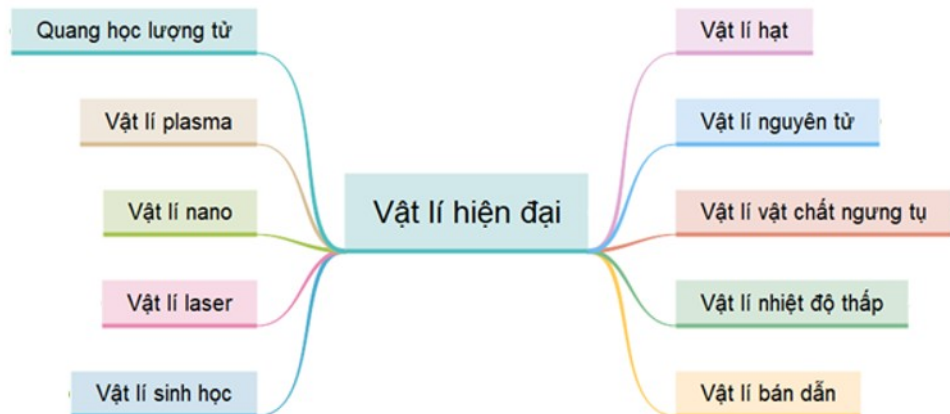 Quang học lượng tử
Vật lí plasma
Vật lí nano
Vật lí laser
Vật lí sinh học
Vật lí hiện đại
Vật lí hạt
Vật lí nguyên tử
Vật lí vật chất ngưng tụ
Vật lí nhiệt độ thấp
Vật lí bán dẫn